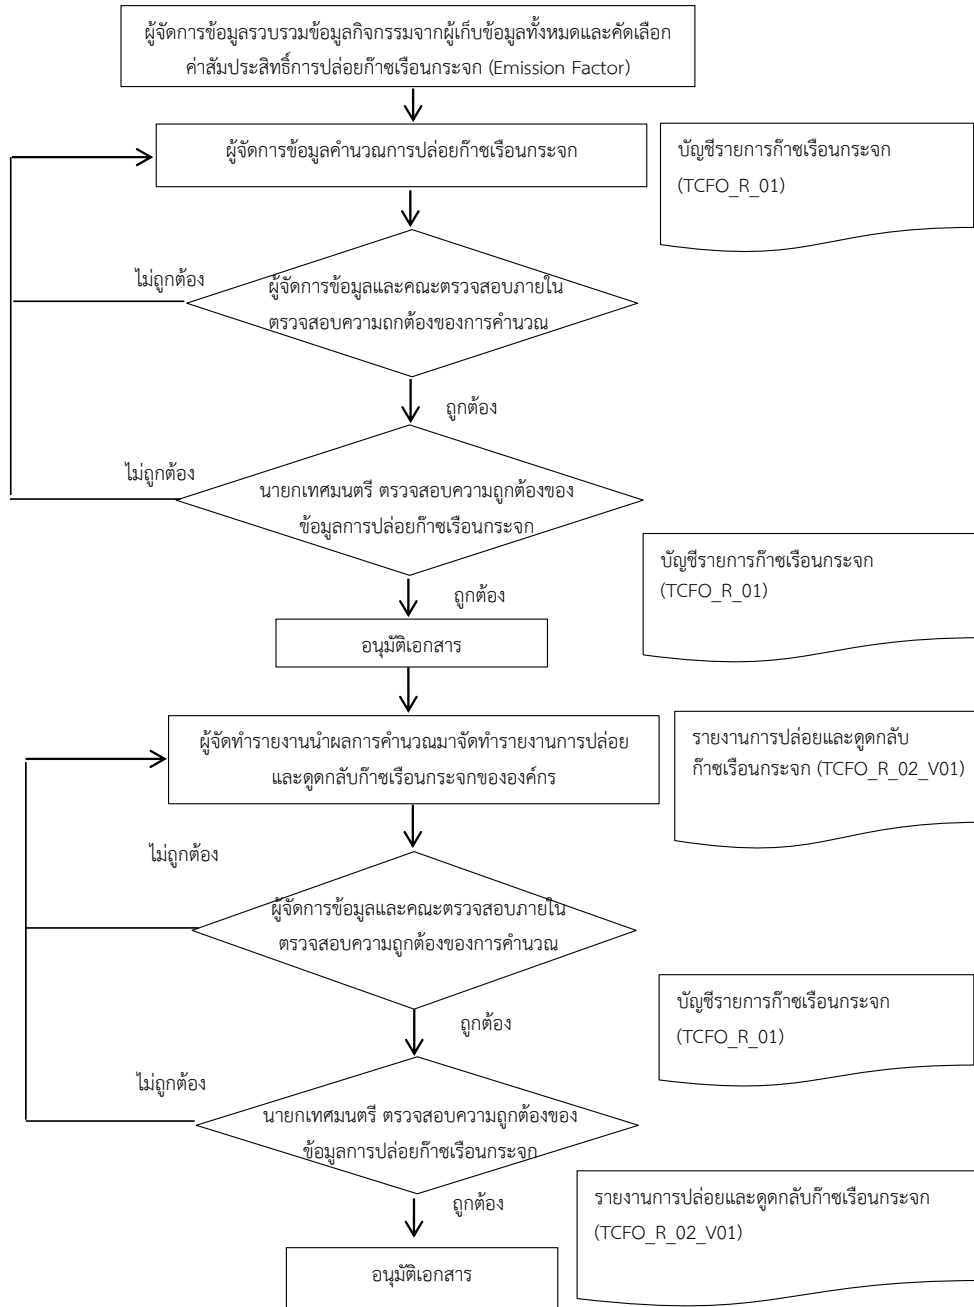 ผู้จัดการข้อมูลรวบรวมข้อมูลกิจกรรมจากผู้เก็บข้อมูลทั้งหมดและคัดเลือก
ค่าสัมประสิทธิ์การปล่อยก๊าซเรือนกระจก (Emission Factor)
ผู้จัดการข้อมูลคำนวณการปล่อยก๊าซเรือนกระจก
บัญชีรายการก๊าซเรือนกระจก
(TCFO_R_01)
ไม่ถูกต้อง
ผู้จัดการข้อมูลและคณะตรวจสอบภายใน
ตรวจสอบความถกต้องของการคำนวณ
ถูกต้อง
ไม่ถูกต้อง
นายกเทศมนตรี ตรวจสอบความถูกต้องของ
ข้อมูลการปล่อยก๊าซเรือนกระจก
บัญชีรายการก๊าซเรือนกระจก
(TCFO_R_01)
ถูกต้อง
อนุมัติเอกสาร
ผู้จัดทำรายงานนำผลการคำนวณมาจัดทำรายงานการปล่อย
และดูดกลับก๊าซเรือนกระจกขององค์กร
รายงานการปล่อยและดูดกลับ
ก๊าซเรือนกระจก (TCFO_R_02_V01)
ไม่ถูกต้อง
ผู้จัดการข้อมูลและคณะตรวจสอบภายใน
ตรวจสอบความถูกต้องของการคำนวณ
บัญชีรายการก๊าซเรือนกระจก
(TCFO_R_01)
ถูกต้อง
ไม่ถูกต้อง
นายกเทศมนตรี ตรวจสอบความถูกต้องของ
ข้อมูลการปล่อยก๊าซเรือนกระจก
ถูกต้อง
รายงานการปล่อยและดูดกลับก๊าซเรือนกระจก
(TCFO_R_02_V01)
อนุมัติเอกสาร